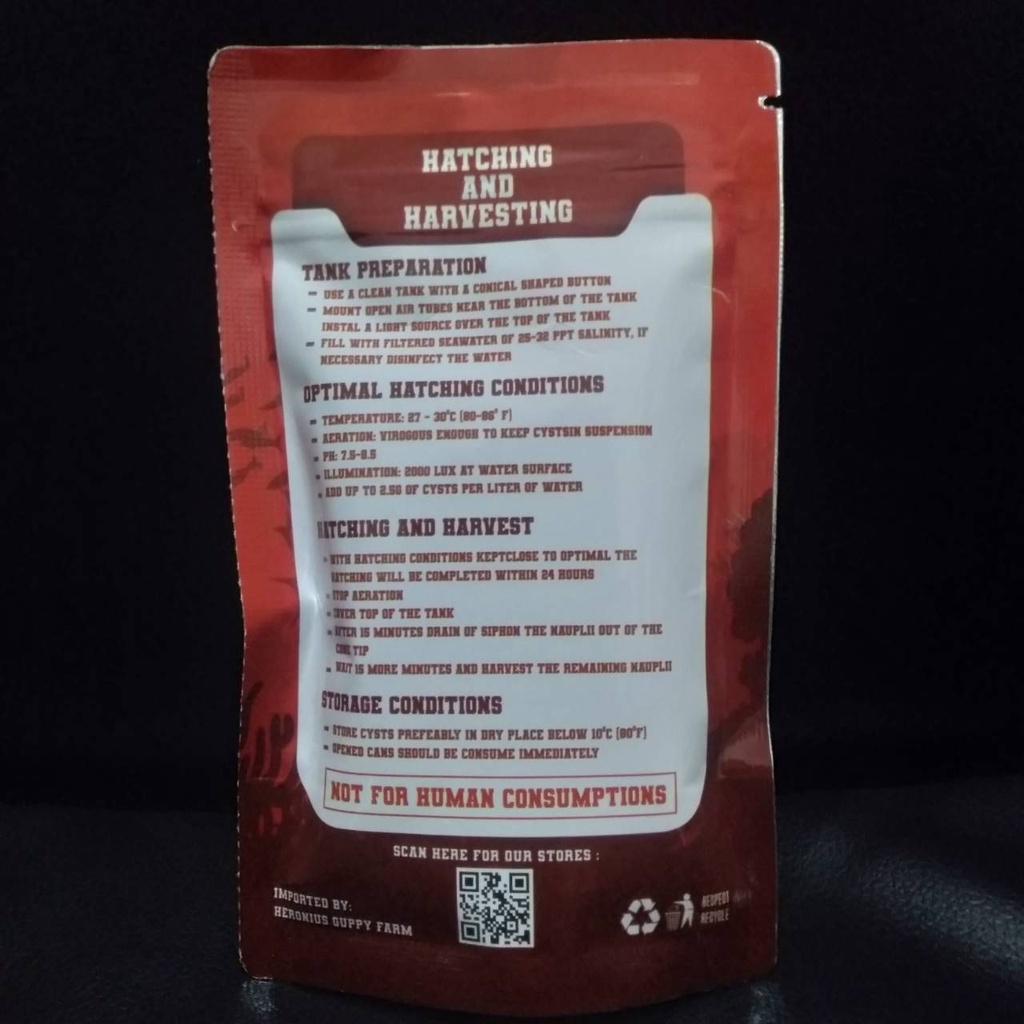 HATCHING
AND
HARVESTING
TANK PREPARATION
- USE A CLEAN TANK WITH A CONICAL SHAPED BUTTON
- MOUNT OPEN AIR TUBES NEAR THE BOTTOM OF THE TANK
INSTAL A LIGHT SOURCE OVER THE TOP OF THE TANK
- FILL WITH FILTERED SEAWATER OF 25-32 PPT SALINITY, IF
NECESSARY DISINFECT THE WATER
OPTIMAL HATCHING CONDITIONS
- TEMPERATURE: 27 - 30°C (80-86° F)
- AERATION: VIROGOUS ENOUGH TO KEEP CYSTSIN SUSPENSION
- PH: 7.5-8.5
- ILLUMINATION: 2000 LUX AT WATER SURFACE
- ADD UP TO 2.5G OF CYSTS PER LITER OF WATER
HATCHING AND HARVEST
- WITH HATCHING CONDITIONS KEPTCLOSE TO OPTIMAL THE
HATCHING WILL BE COMPLETED WITHIN 24 HOURS
- STOP AERATION
- COVER TOP OF THE TANK
- AFTER 15 MINUTES DRAIN OF SIPHON THE NAUPLII OUT OF THE
CONE TIP
- WAIT 15 MORE MINUTES AND HARVEST THE REMAINING NAUPLII
STORAGE CONDITIONS
- STORE CYSTS PREFEABLY IN DRY PLACE BELOW 10°C (80°F)
- OPENED CANS SHOULD BE CONSUME IMMEDIATELY
NOT FOR HUMAN CONSUMPTIONS
SCAN HERE FOR OUR STORES :
IMPORTED BY:
HERONIUS GUPPY FARM
RECYCLE